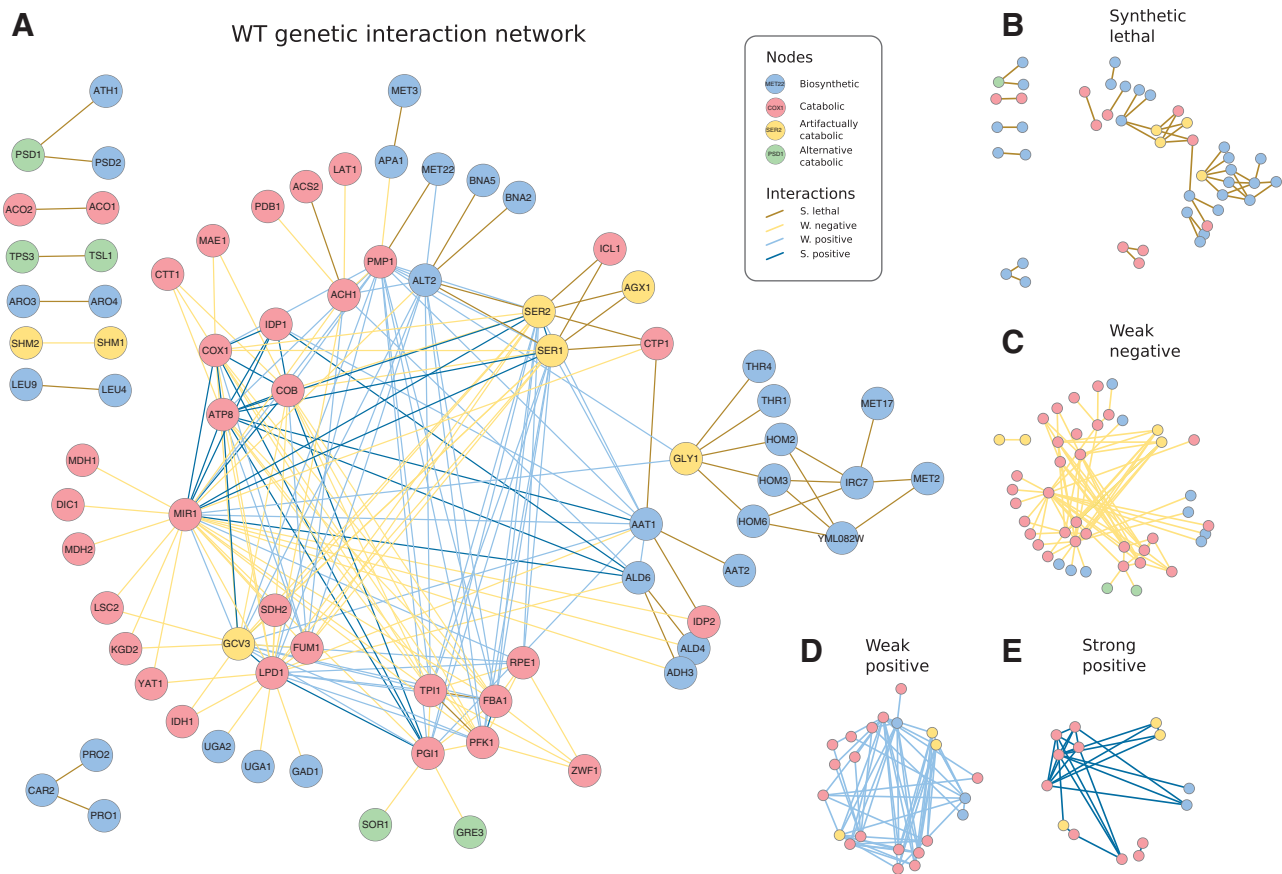 A
WT genetic interaction network
B
Synthetic
lethal
Nodes
MET22
Biosynthetic
COX1
Catabolic
SER2
Artifactually
catabolic
PSD1
Alternative
catabolic
Interactions
S. lethal
W. negative
W. positive
S. positive
ATH1
PSD1
PSD2
ACO2
ACO1
TPS3
TSL1
ARO3
ARO4
SHM2
SHM1
LEU9
LEU4
MET3
APA1
MET22
BNA5
BNA2
LAT1
ACS2
PDB1
MAE1
CTT1
PMP1
ALT2
ACH1
IDP1
COX1
COB
ATP8
SER2
SER1
ICL1
AGX1
CTP1
THR4
THR1
MET17
HOM2
GLY1
HOM3
IRC7
MET2
HOM6
YML082W
AAT1
AAT2
ALD6
IDP2
ALD4
ADH3
MDH1
DIC1
MIR1
MDH2
LSC2
SDH2
KGD2
GCV3
FUM1
YAT1
LPD1
RPE1
IDH1
TPI1
FBA1
UGA2
UGA1
GAD1
PGI1
PFK1
ZWF1
PRO2
CAR2
PRO1
SOR1
GRE3
C
Weak
negative
D
Weak
positive
E
Strong
positive